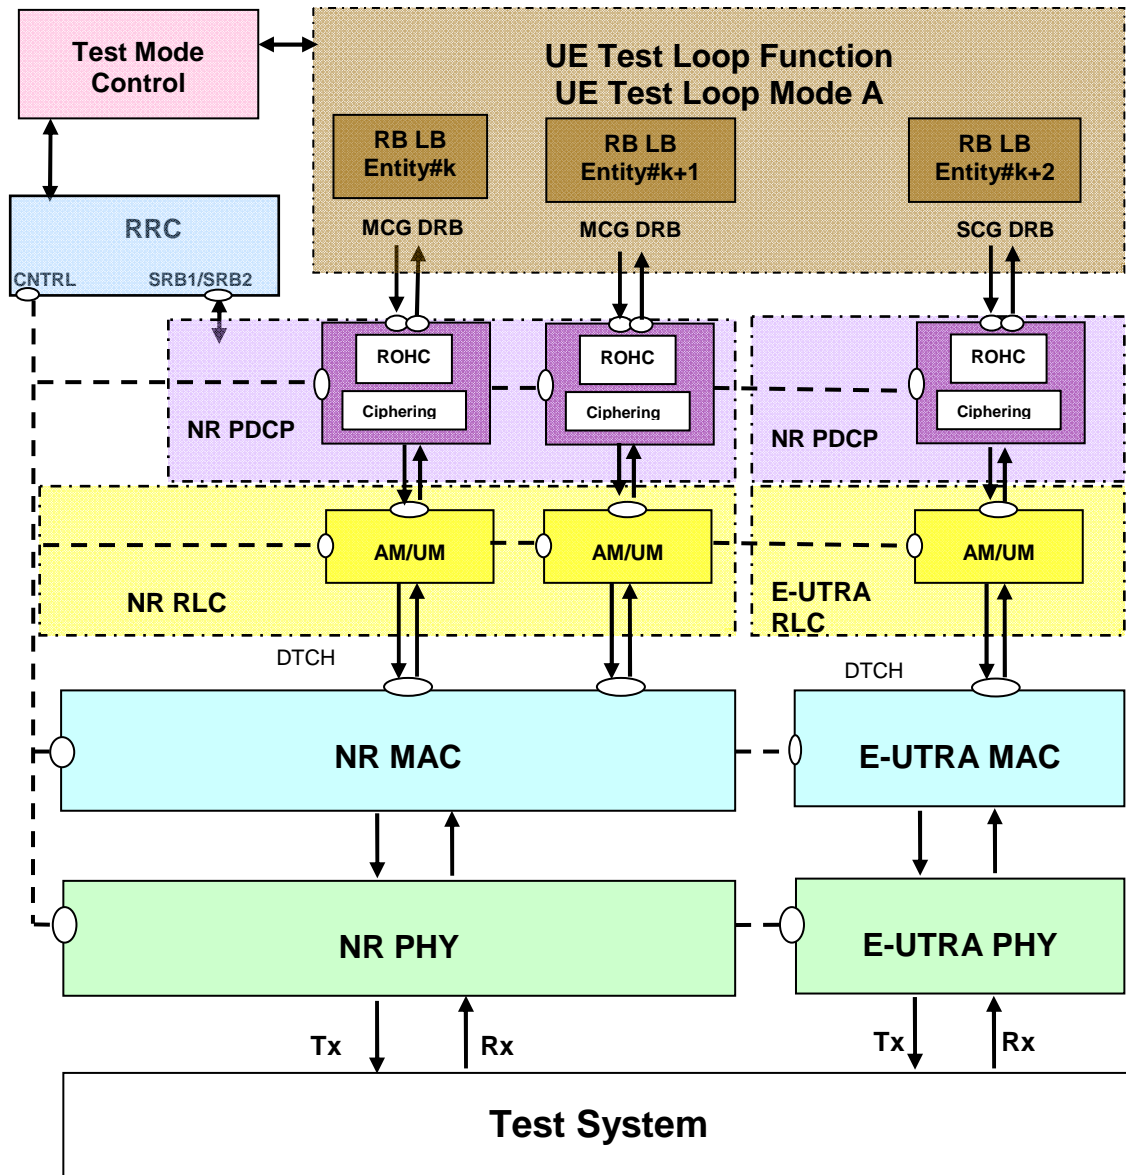 Test Mode
Control
UE Test Loop Function
UE Test Loop Mode A
RB LB
Entity#k
RB LB
Entity#k+1
RB LB
Entity#k+2
MCG DRB
MCG DRB
SCG DRB
RRC
CNTRL
SRB1/SRB2
ROHC
Ciphering
ROHC
Ciphering
ROHC
Ciphering
NR PDCP
NR PDCP
AM/UM
AM/UM
AM/UM
NR RLC
E-UTRA
RLC
DTCH
DTCH
NR MAC
E-UTRA MAC
NR PHY
E-UTRA PHY
Tx
Rx
Tx
Rx
Test System